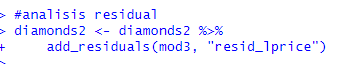 > #analisis residual
> diamonds2 <- diamonds2 %>%
+     add_residuals(mod3, "resid_lprice")